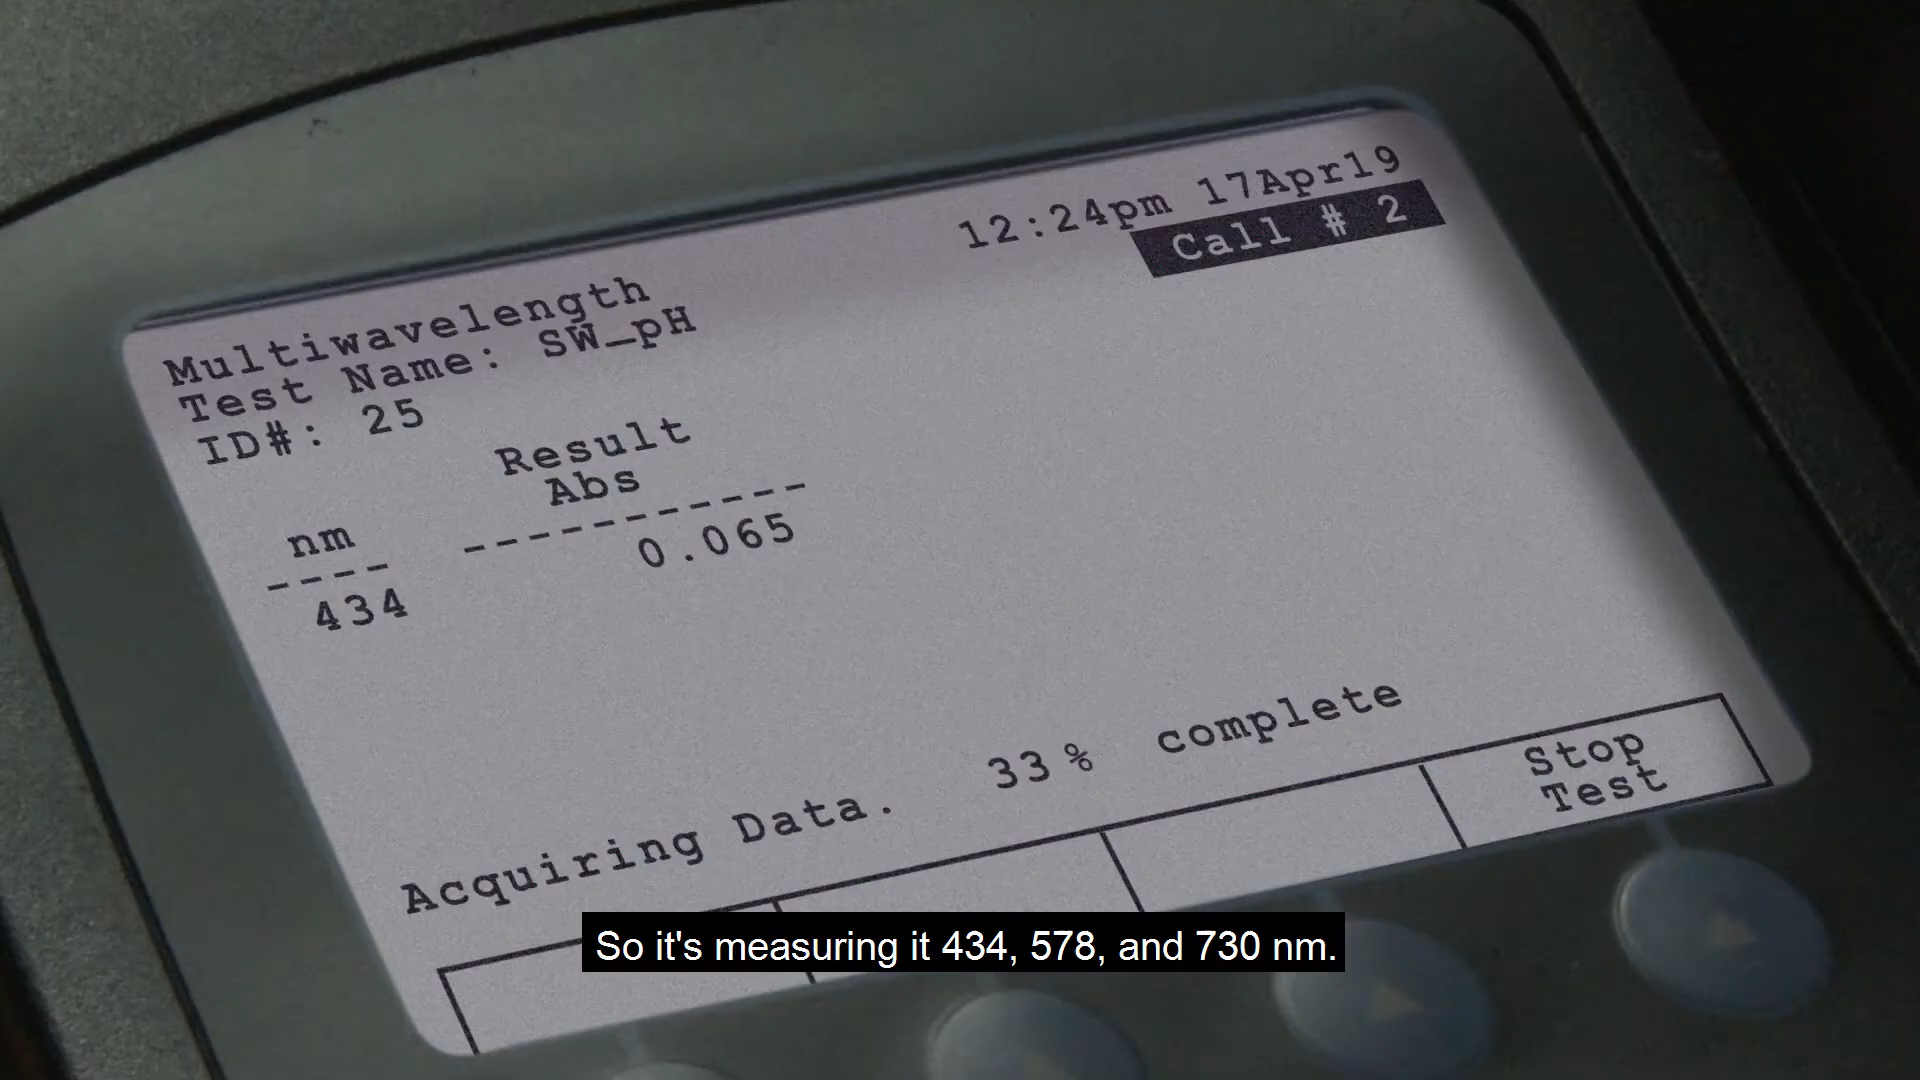 12:24pm 17Apr19
Call # 2
Multiwavelength
Test Name: SW_pH
ID#: 25
Result
Abs
nm
---- -----------
434 0.065
Acquiring Data. 33% complete
Stop
Test
So it's measuring it 434, 578, and 730 nm.